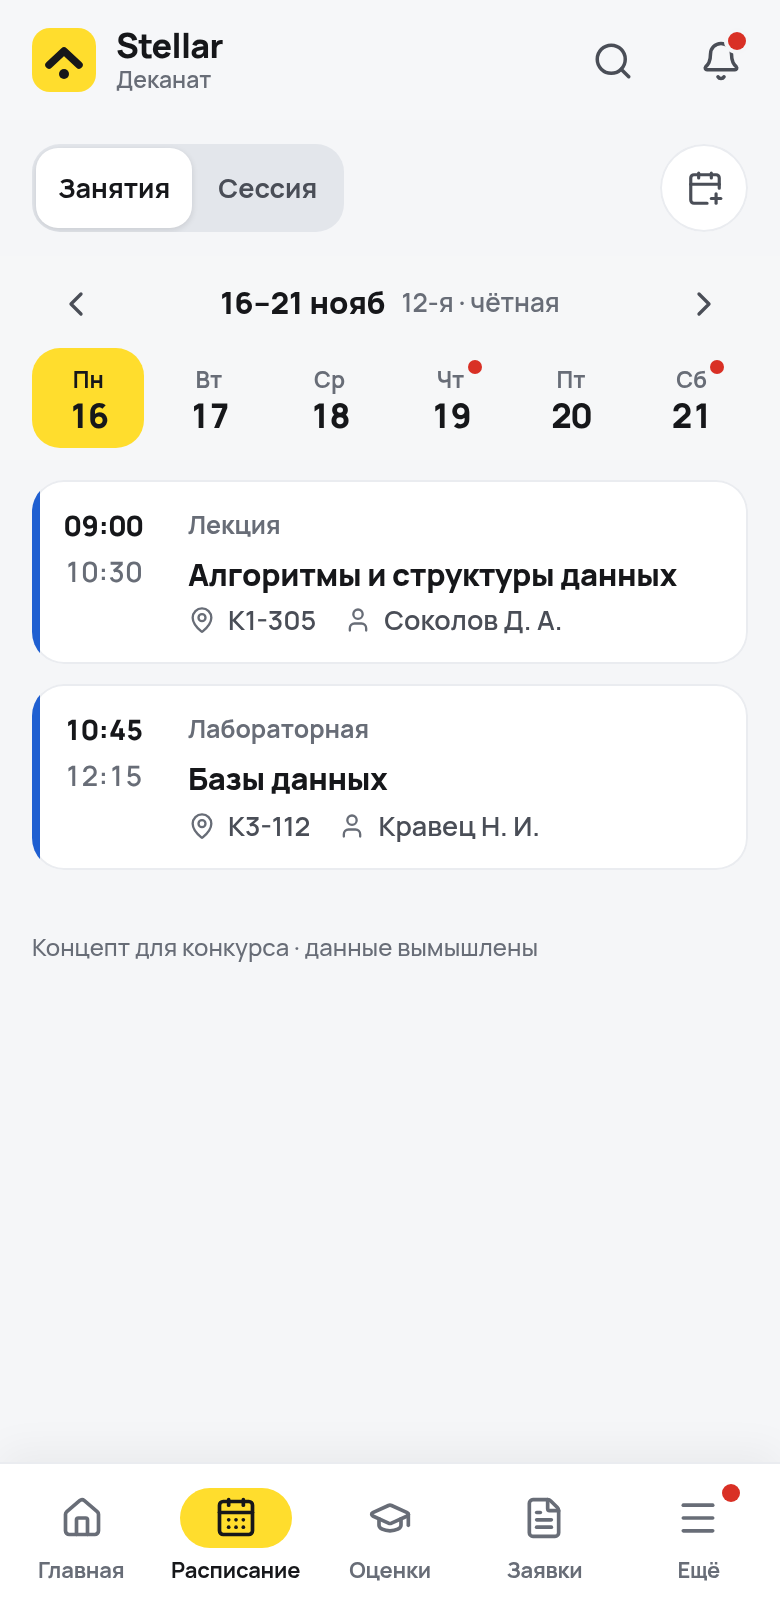 Stellar
Деканат
Занятия Сессия
16–21 нояб 12-я · чётная
Пн Вт Ср Чт Пт Сб
16 17 18 19 20 21
09:00 Лекция
10:30 Алгоритмы и структуры данных
К1-305 Соколов Д. А.
10:45 Лабораторная
12:15 Базы данных
К3-112 Кравец Н. И.
Концепт для конкурса · данные вымышлены
Главная Расписание Оценки Заявки Ещё